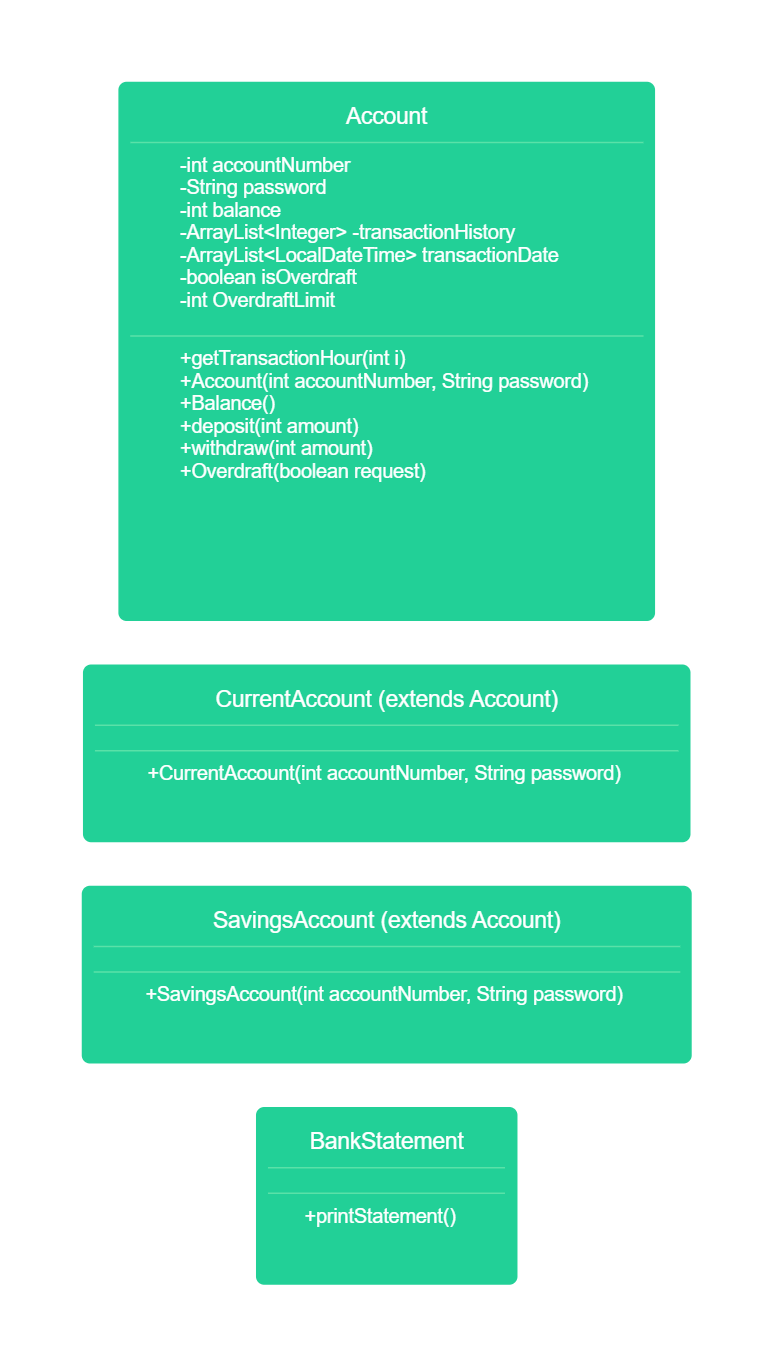 Account
-int accountNumber
-String password
-int balance
-ArrayList<Integer> -transactionHistory
-ArrayList<LocalDateTime> transactionDate
-boolean isOverdraft
-int OverdraftLimit
+getTransactionHour(int i)
+Account(int accountNumber, String password)
+Balance()
+deposit(int amount)
+withdraw(int amount)
+Overdraft(boolean request)
CurrentAccount (extends Account)
+CurrentAccount(int accountNumber, String password)
SavingsAccount (extends Account)
+SavingsAccount(int accountNumber, String password)
BankStatement
+printStatement()